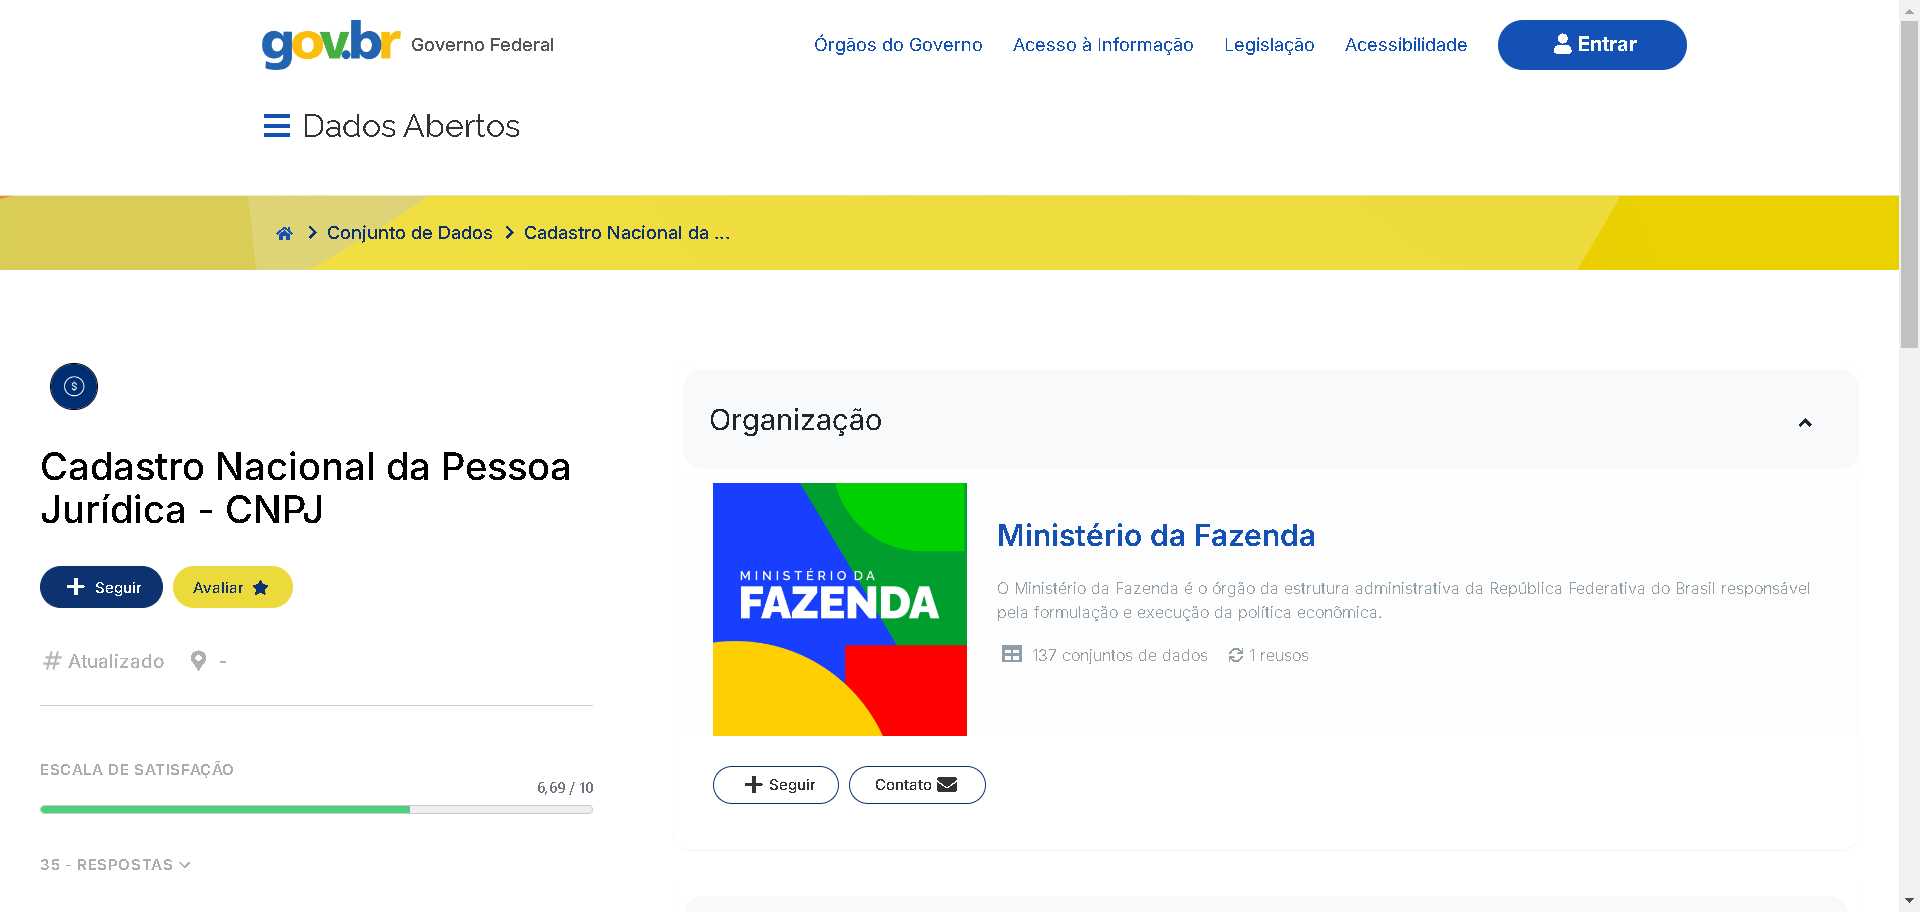 gov.br Governo Federal
Órgãos do Governo Acesso à Informação Legislação Acessibilidade Entrar
Dados Abertos
Conjunto de Dados Cadastro Nacional da ...
Cadastro Nacional da Pessoa
Jurídica - CNPJ
Seguir Avaliar
# Atualizado -
ESCALA DE SATISFAÇÃO
6,69 / 10
35 - RESPOSTAS
Organização
MINISTÉRIO DA
FAZENDA
Ministério da Fazenda
O Ministério da Fazenda é o órgão da estrutura administrativa da República Federativa do Brasil responsável
pela formulação e execução da política econômica.
137 conjuntos de dados 1 reusos
Seguir Contato